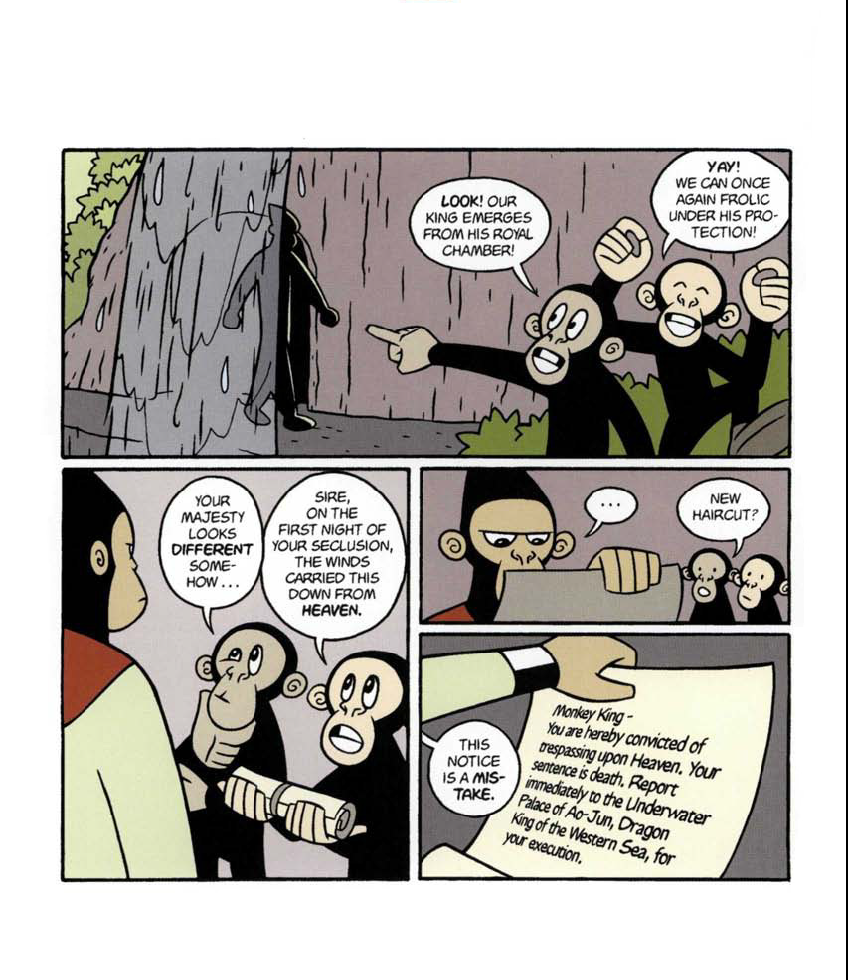 LOOK! OUR
KING EMERGES
FROM HIS ROYAL
CHAMBER!
YAY!
WE CAN ONCE
AGAIN FROLIC
UNDER HIS PRO-
TECTION!
YOUR
MAJESTY
LOOKS
DIFFERENT
SOME-
HOW...
SIRE,
ON THE
FIRST NIGHT OF
YOUR SECLUSION,
THE WINDS
CARRIED THIS
DOWN FROM
HEAVEN.
...
NEW
HAIRCUT?
THIS
NOTICE
IS A MIS-
TAKE.
Monkey King -
You are hereby convicted of
trespassing upon Heaven. Your
sentence is death. Report
immediately to the Underwater
Palace of Ao-Jun, Dragon
King of the Western Sea, for
your execution.